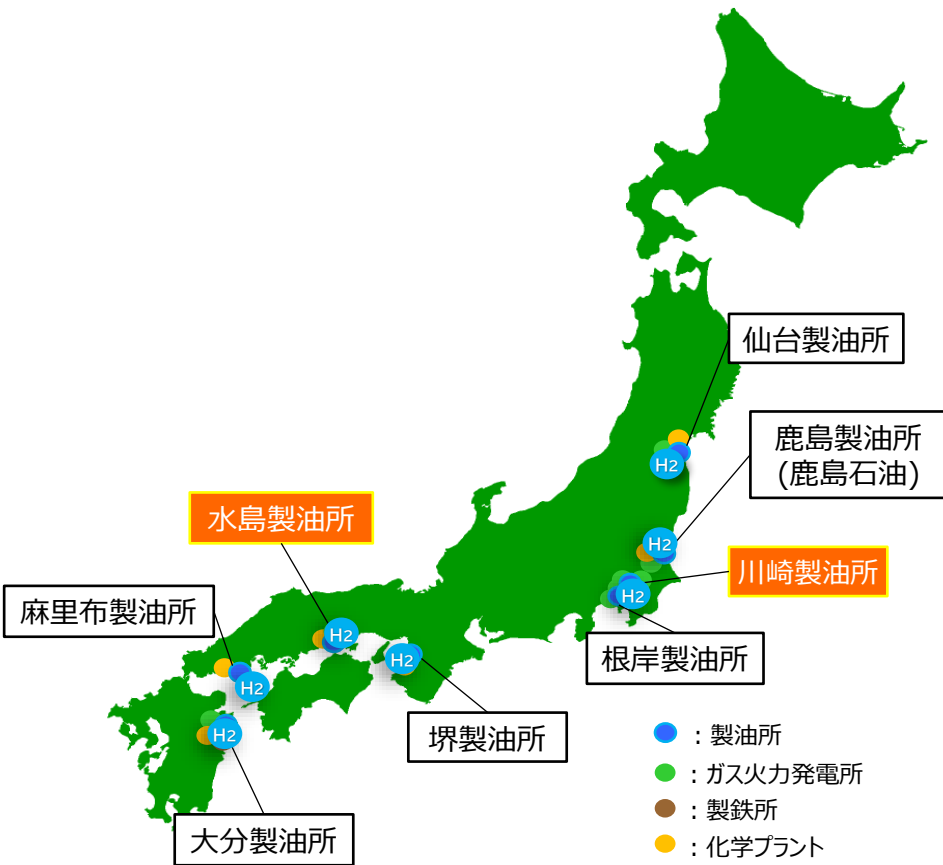 仙台製油所
鹿島製油所
(鹿島石油)
H2
水島製油所
H2
川崎製油所
H2
麻里布製油所
H2
H2
根岸製油所
H2
堺製油所
H2
大分製油所
：製油所
：ガス火力発電所
：製鉄所
：化学プラント